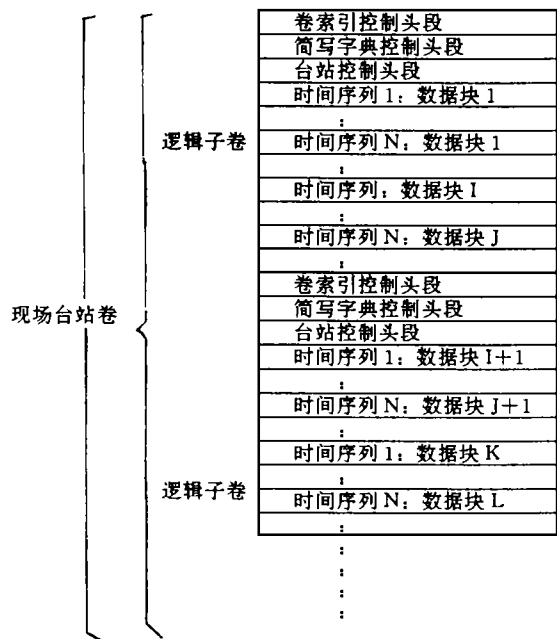 卷索引控制头段
简写字典控制头段
台站控制头段
时间序列 1：数据块 1
：
逻辑子卷
时间序列 N：数据块 1
：
时间序列：数据块 I
：
时间序列 N：数据块 J
：
卷索引控制头段
现场台站卷
简写字典控制头段
台站控制头段
时间序列 1：数据块 I+1
：
时间序列 N：数据块 J+1
：
时间序列 1：数据块 K
：
逻辑子卷
时间序列 N：数据块 L
：
：
：
：
：